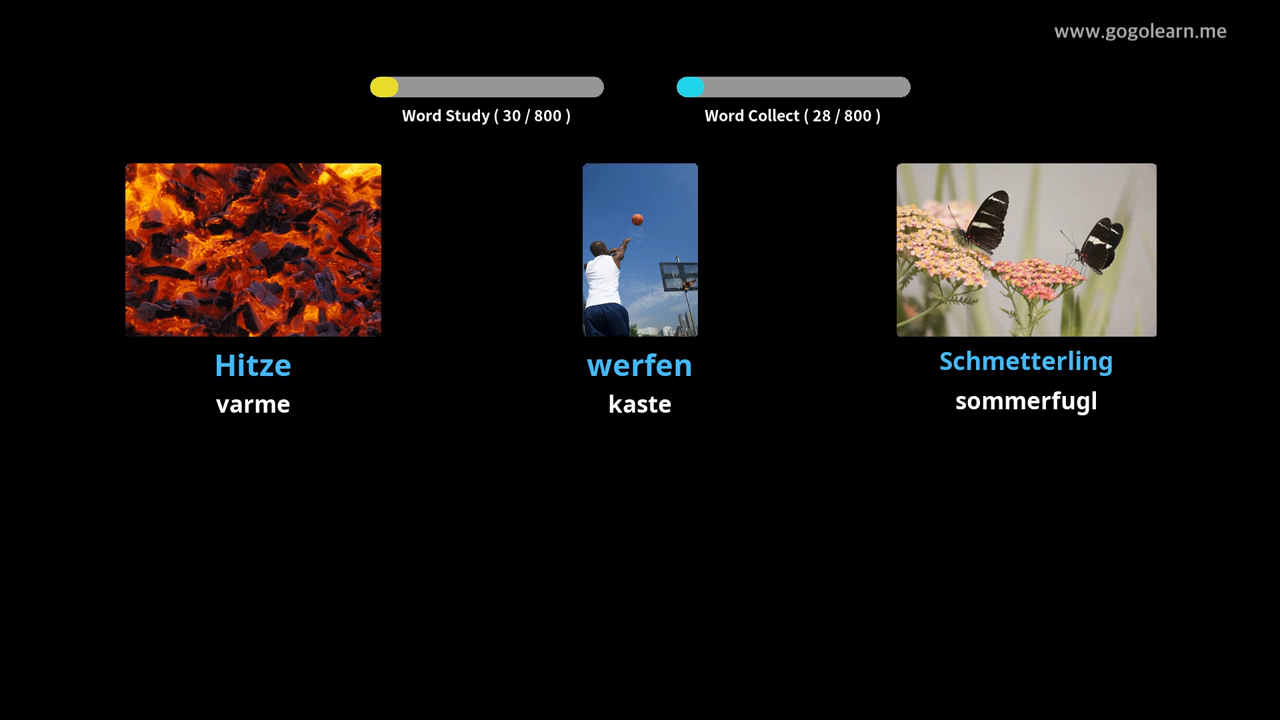 www.gogolearn.me
Word Study ( 30 / 800 )
Word Collect ( 28 / 800 )
Hitze
varme
werfen
kaste
Schmetterling
sommerfugl